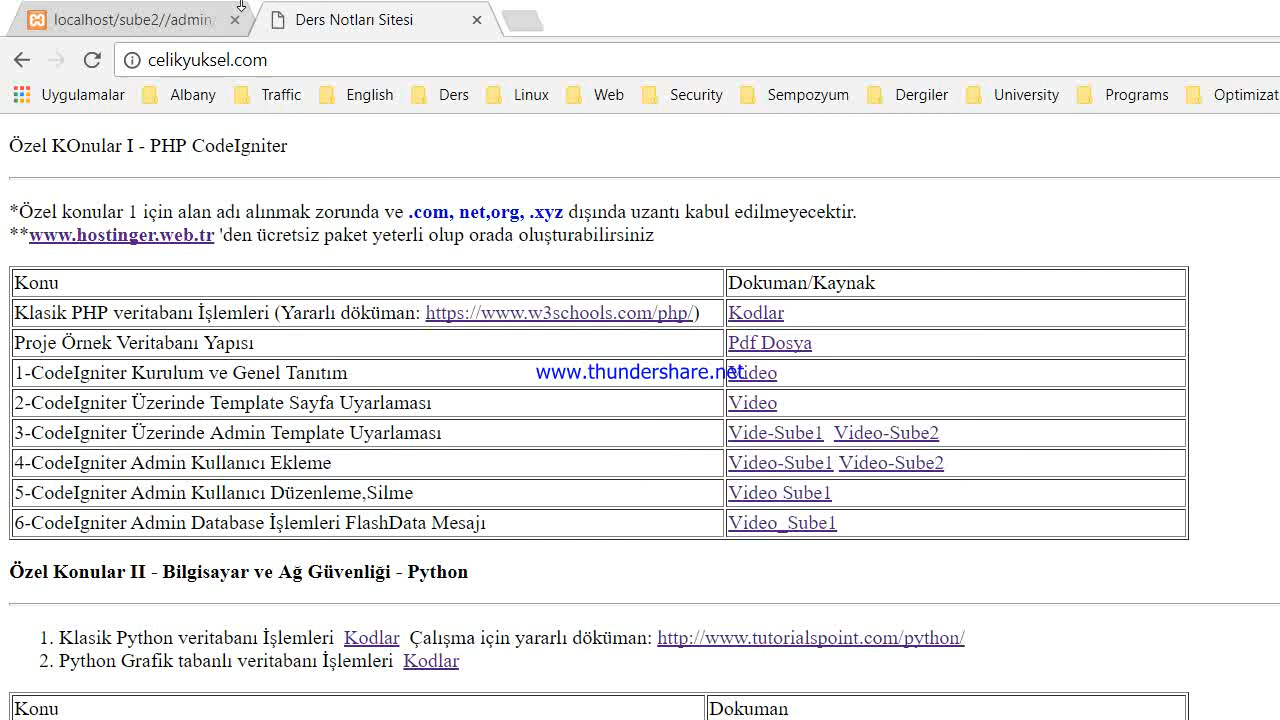 localhost/sube2//admin/
Ders Notları Sitesi
celikyuksel.com
Uygulamalar Albany Traffic English Ders Linux Web Security Sempozyum Dergiler University Programs Optimizat
Özel KOnular I - PHP CodeIgniter
*Özel konular 1 için alan adı alınmak zorunda ve .com, net,org, .xyz dışında uzantı kabul edilmeyecektir.
**www.hostinger.web.tr 'den ücretsiz paket yeterli olup orada oluşturabilirsiniz
Konu Dokuman/Kaynak
Klasik PHP veritabanı İşlemleri (Yararlı döküman: https://www.w3schools.com/php/) Kodlar
Proje Örnek Veritabanı Yapısı Pdf Dosya
1-CodeIgniter Kurulum ve Genel Tanıtım Video
www.thundershare.net
2-CodeIgniter Üzerinde Template Sayfa Uyarlaması Video
3-CodeIgniter Üzerinde Admin Template Uyarlaması Vide-Sube1 Video-Sube2
4-CodeIgniter Admin Kullanıcı Ekleme Video-Sube1 Video-Sube2
5-CodeIgniter Admin Kullanıcı Düzenleme,Silme Video Sube1
6-CodeIgniter Admin Database İşlemleri FlashData Mesajı Video_Sube1
Özel Konular II - Bilgisayar ve Ağ Güvenliği - Python
1. Klasik Python veritabanı İşlemleri Kodlar Çalışma için yararlı döküman: http://www.tutorialspoint.com/python/
2. Python Grafik tabanlı veritabanı İşlemleri Kodlar
Konu Dokuman